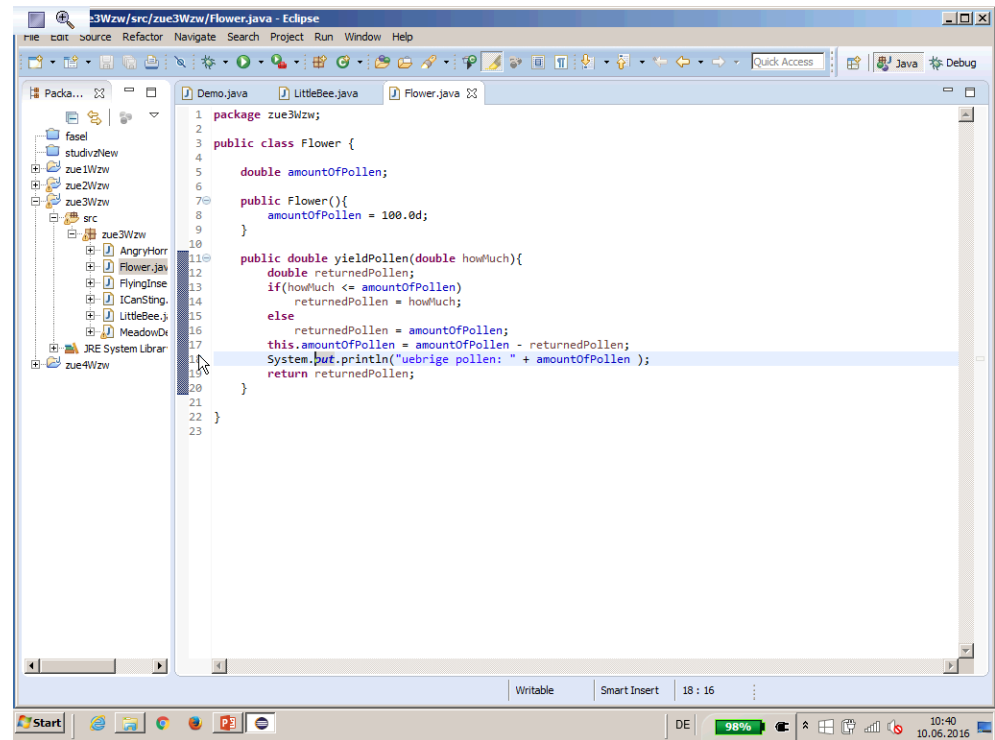 e3Wzw/src/zue3Wzw/Flower.java - Eclipse
File Edit Source Refactor Navigate Search Project Run Window Help
Quick Access Java Debug
Packa...
Demo.java LittleBee.java Flower.java
fasel
studivzNew
zue1Wzw
zue2Wzw
zue3Wzw
src
zue3Wzw
AngryHorr
Flower.jav
FlyingInse
ICanSting.
LittleBee.j
MeadowDe
JRE System Librar
zue4Wzw
1 package zue3Wzw;
2
3 public class Flower {
4
5 double amountOfPollen;
6
7 public Flower(){
8 amountOfPollen = 100.0d;
9 }
10
11 public double yieldPollen(double howMuch){
12 double returnedPollen;
13 if(howMuch <= amountOfPollen)
14 returnedPollen = howMuch;
15 else
16 returnedPollen = amountOfPollen;
17 this.amountOfPollen = amountOfPollen - returnedPollen;
18 System.out.println("uebrige pollen: " + amountOfPollen );
19 return returnedPollen;
20 }
21
22 }
23
Writable Smart Insert 18 : 16
Start DE 98% 10:40
10.06.2016